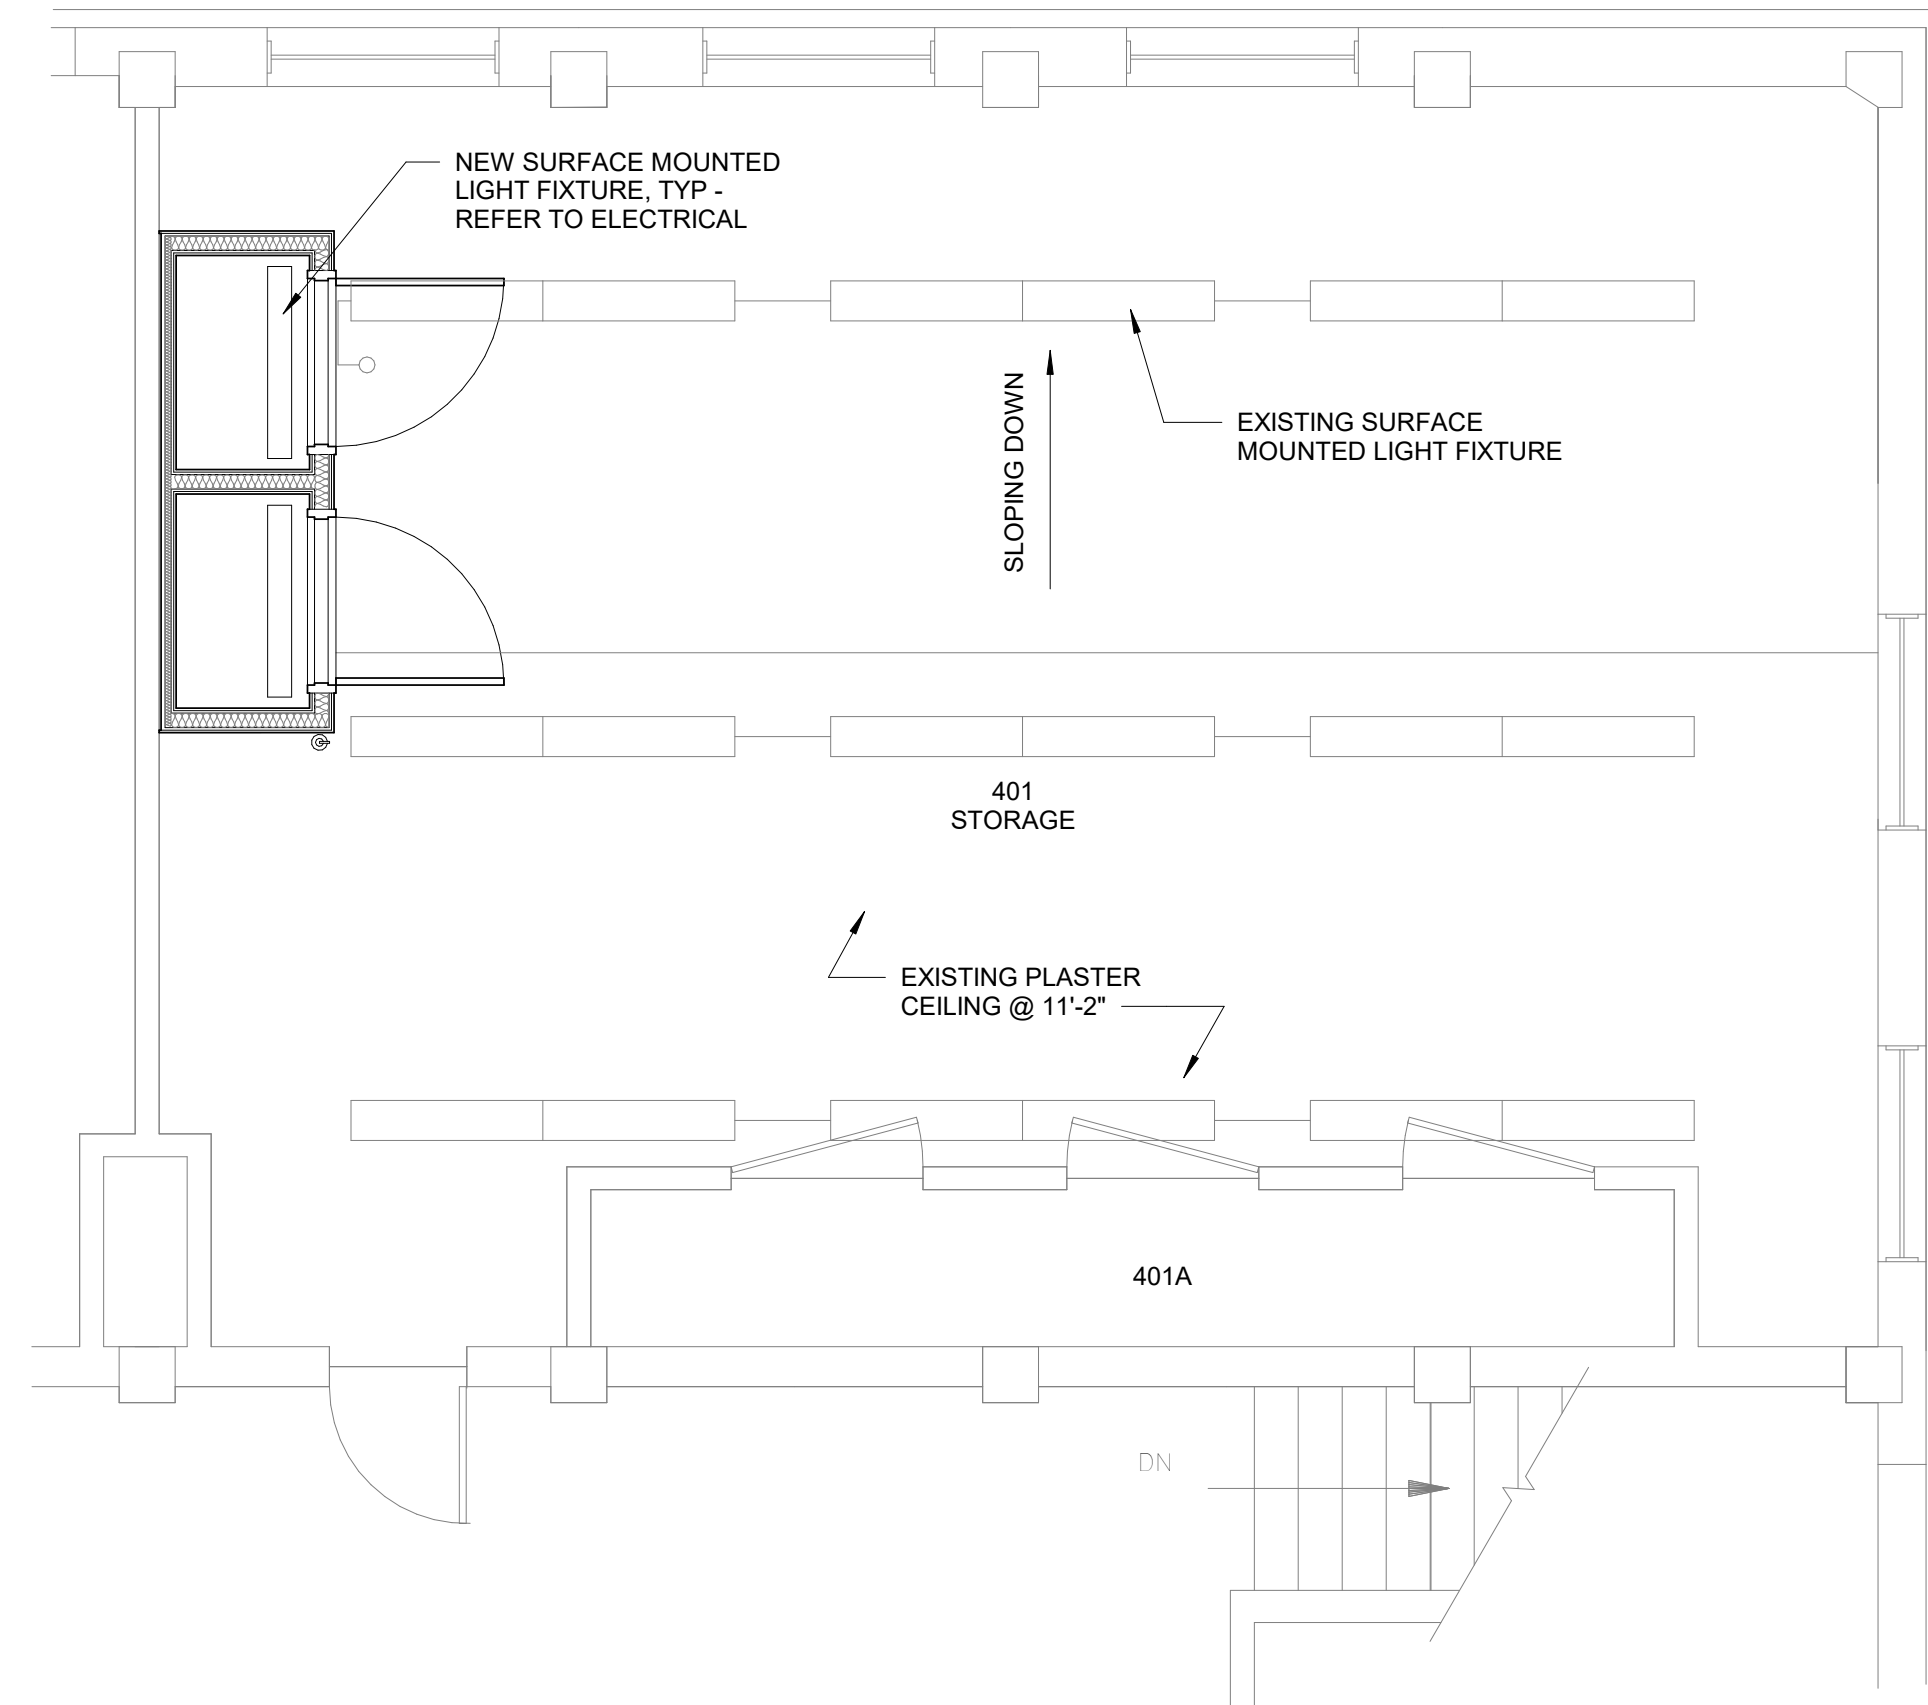 NEW SURFACE MOUNTED
LIGHT FIXTURE, TYP -
REFER TO ELECTRICAL
SLOPING DOWN
EXISTING SURFACE
MOUNTED LIGHT FIXTURE
401
STORAGE
EXISTING PLASTER
CEILING @ 11'-2"
401A
DN